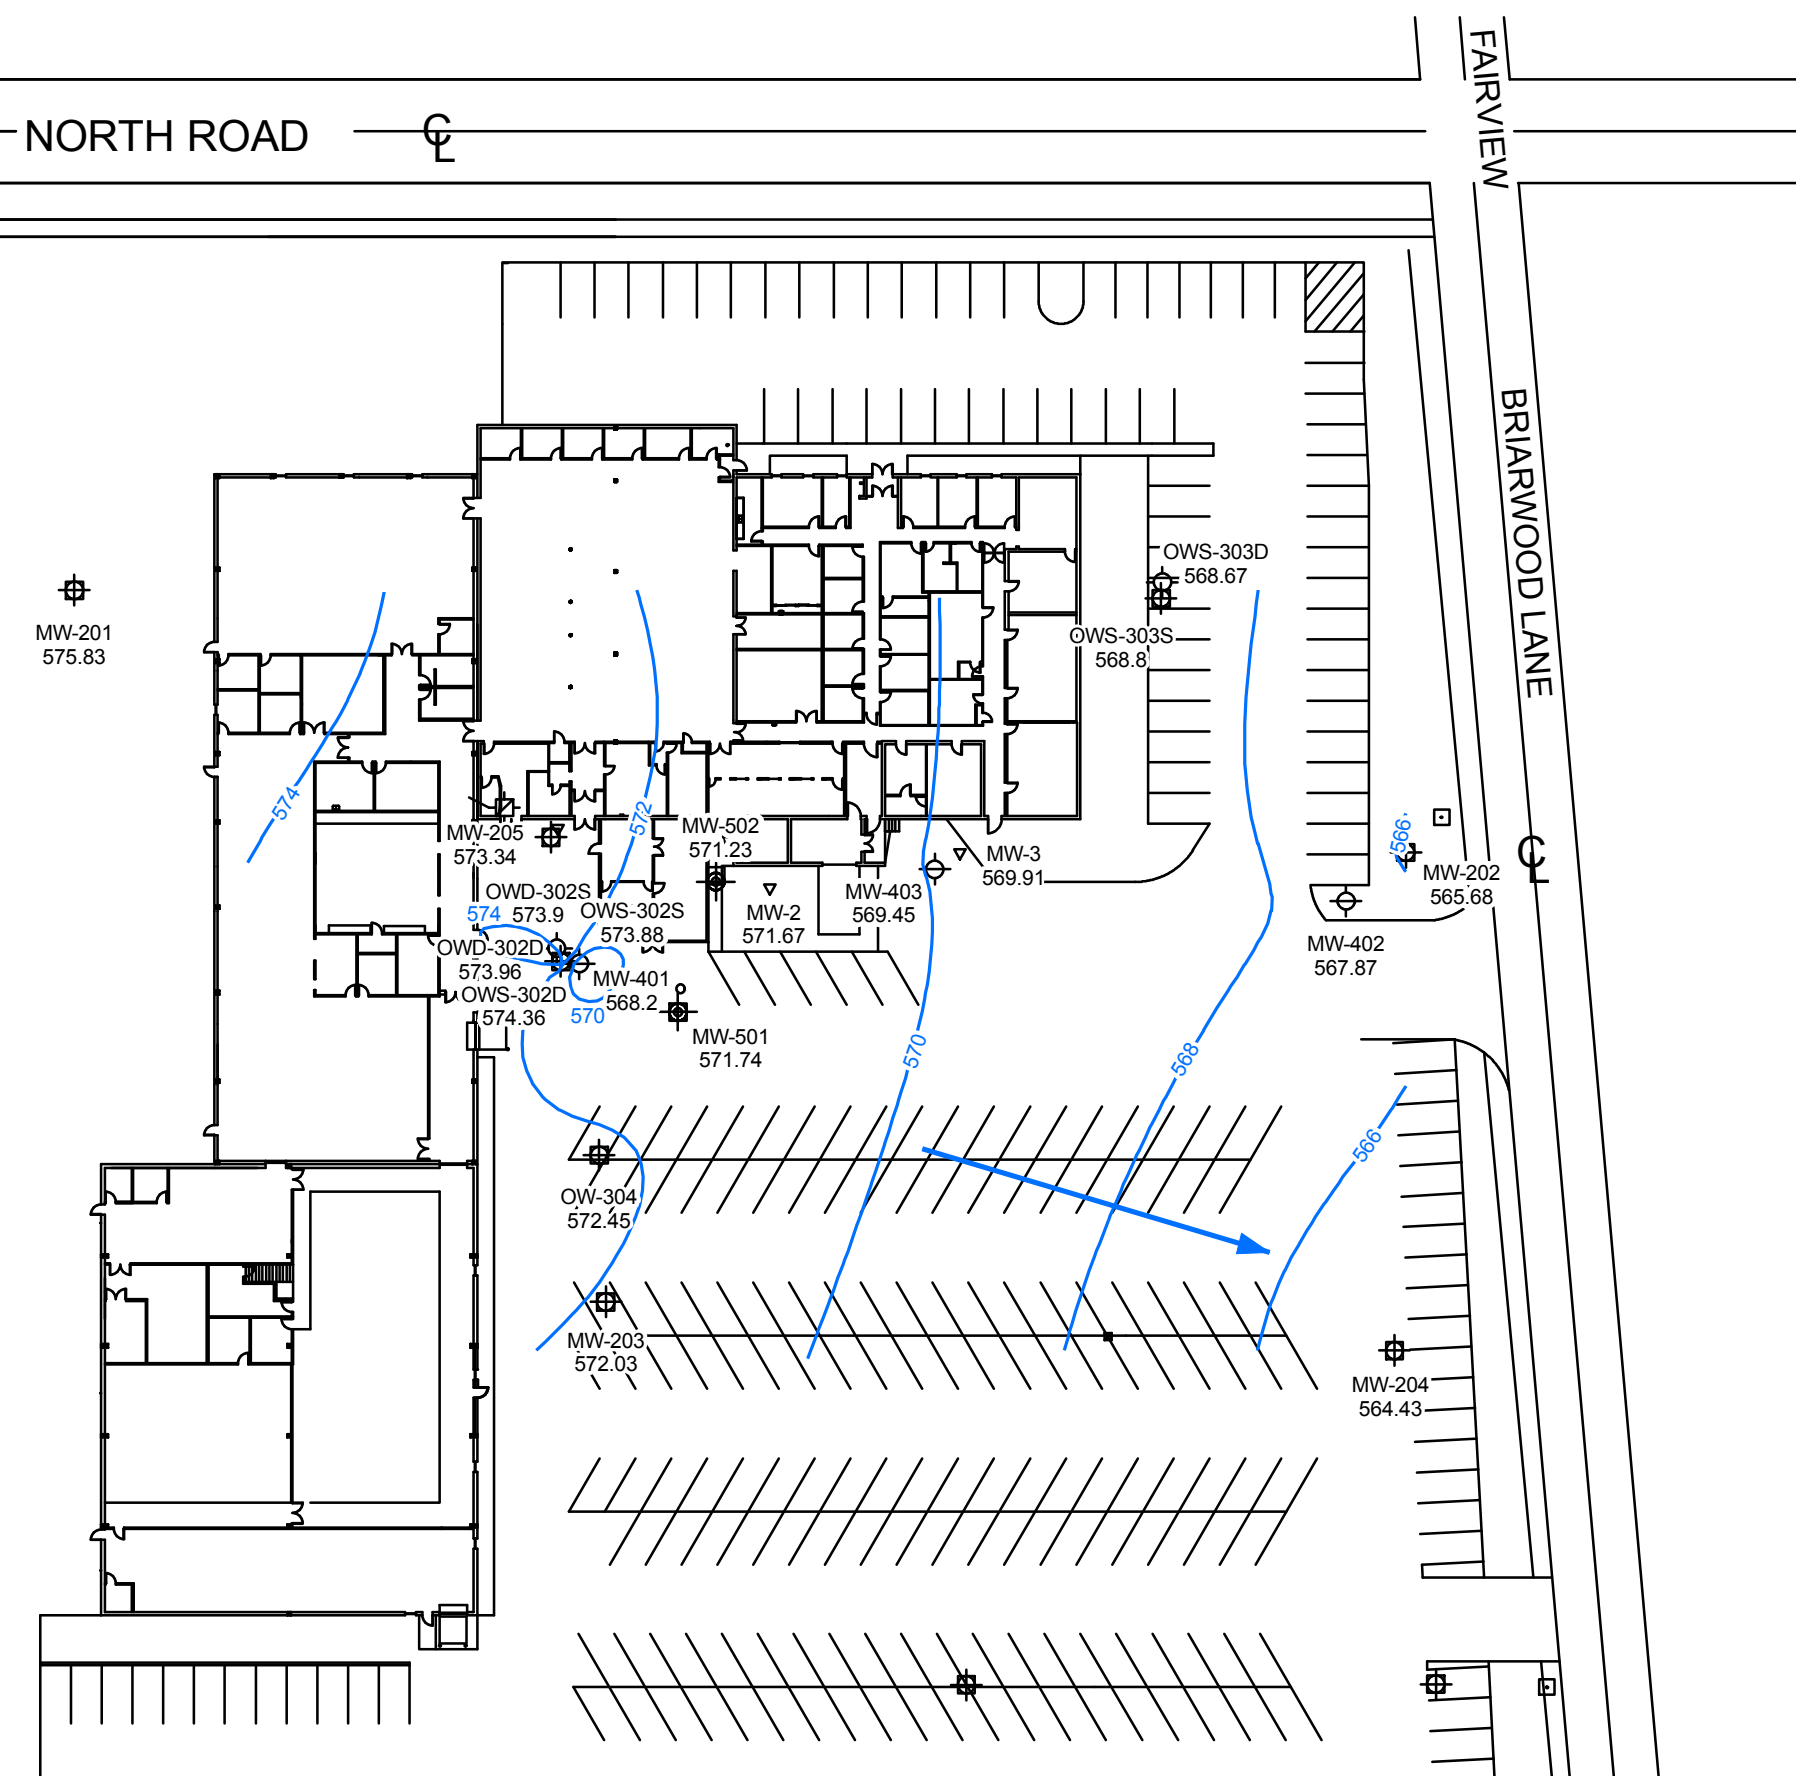 FAIRVIEW
NORTH ROAD
CL
BRIARWOOD LANE
OWS-303D
568.67
MW-201
575.83
OWS-303S
568.8
574
572
MW-205
573.34
MW-502
571.23
566
CL
MW-3
569.91
MW-202
565.68
OWD-302S
573.9
574
OWS-302S
573.88
MW-2
571.67
MW-403
569.45
MW-402
567.87
OWD-302D
573.96
MW-401
568.2
OWS-302D
574.36
570
MW-501
571.74
570
568
566
OW-304
572.45
MW-203
572.03
MW-204
564.43